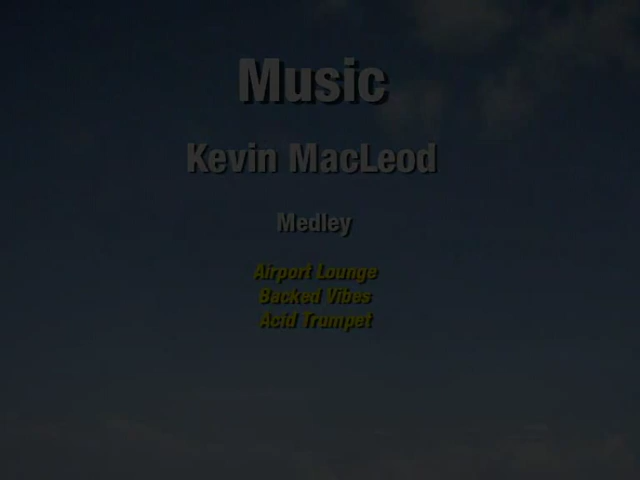 Music
Kevin MacLeod
Medley
Airport Lounge
Backed Vibes
Acid Trumpet